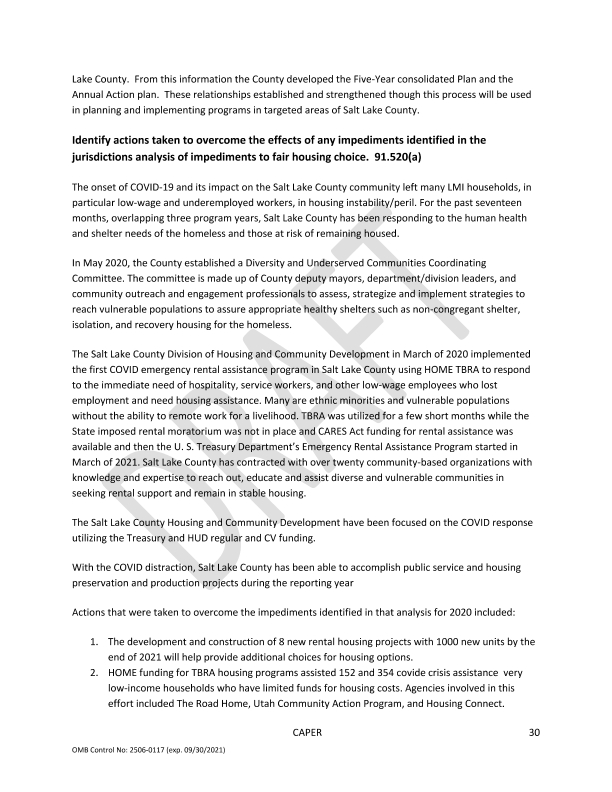 Lake County.  From this information the County developed the Five-Year consolidated Plan and the
Annual Action plan.  These relationships established and strengthened though this process will be used
in planning and implementing programs in targeted areas of Salt Lake County.
Identify actions taken to overcome the effects of any impediments identified in the
jurisdictions analysis of impediments to fair housing choice.  91.520(a)
The onset of COVID-19 and its impact on the Salt Lake County community left many LMI households, in
particular low-wage and underemployed workers, in housing instability/peril. For the past seventeen
months, overlapping three program years, Salt Lake County has been responding to the human health
and shelter needs of the homeless and those at risk of remaining housed.
In May 2020, the County established a Diversity and Underserved Communities Coordinating
Committee. The committee is made up of County deputy mayors, department/division leaders, and
community outreach and engagement professionals to assess, strategize and implement strategies to
reach vulnerable populations to assure appropriate healthy shelters such as non-congregant shelter,
isolation, and recovery housing for the homeless.
The Salt Lake County Division of Housing and Community Development in March of 2020 implemented
the first COVID emergency rental assistance program in Salt Lake County using HOME TBRA to respond
to the immediate need of hospitality, service workers, and other low-wage employees who lost
employment and need housing assistance. Many are ethnic minorities and vulnerable populations
without the ability to remote work for a livelihood. TBRA was utilized for a few short months while the
State imposed rental moratorium was not in place and CARES Act funding for rental assistance was
available and then the U. S. Treasury Department's Emergency Rental Assistance Program started in
March of 2021. Salt Lake County has contracted with over twenty community-based organizations with
knowledge and expertise to reach out, educate and assist diverse and vulnerable communities in
seeking rental support and remain in stable housing.
The Salt Lake County Housing and Community Development have been focused on the COVID response
utilizing the Treasury and HUD regular and CV funding.
With the COVID distraction, Salt Lake County has been able to accomplish public service and housing
preservation and production projects during the reporting year
Actions that were taken to overcome the impediments identified in that analysis for 2020 included:
1. The development and construction of 8 new rental housing projects with 1000 new units by the
end of 2021 will help provide additional choices for housing options.
2. HOME funding for TBRA housing programs assisted 152 and 354 covide crisis assistance  very
low-income households who have limited funds for housing costs. Agencies involved in this
effort included The Road Home, Utah Community Action Program, and Housing Connect.
CAPER 30
OMB Control No: 2506-0117 (exp. 09/30/2021)
DRAFT